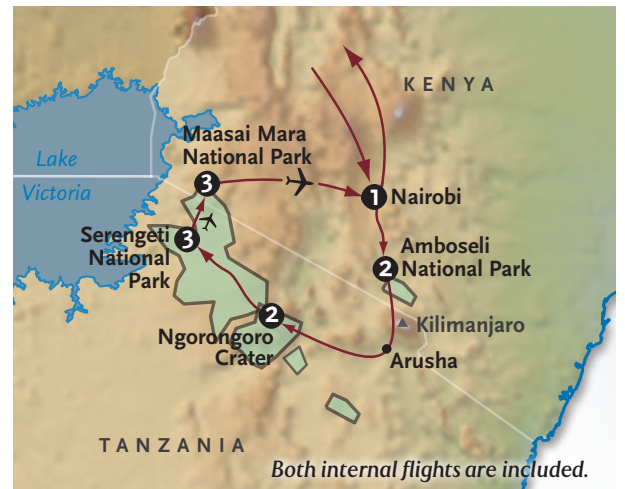 KENYA
Maasai Mara
National Park
3
Lake
Victoria
1 Nairobi
Serengeti
National
Park
3
Amboseli
National Park
2
2
Kilimanjaro
Ngorongoro
Crater
Arusha
TANZANIA
Both internal flights are included.